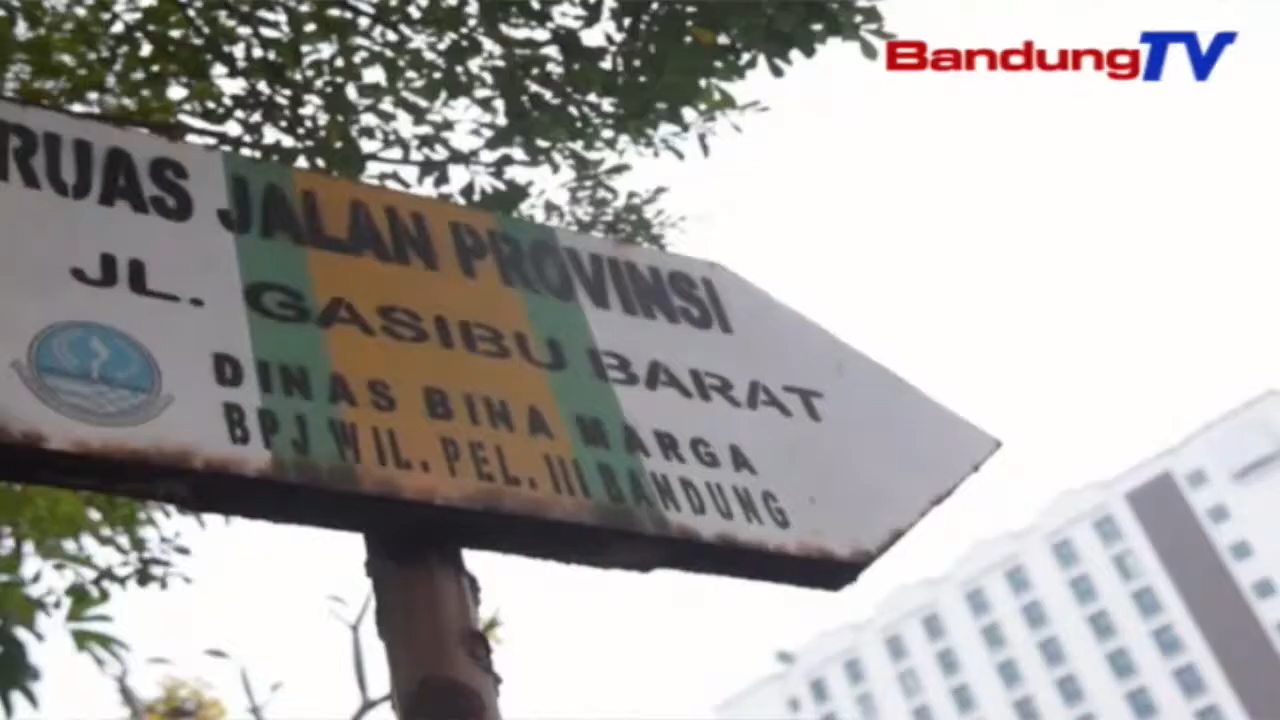 BandungTV
RUAS JALAN PROVINSI
JL. GASIBU BARAT
DINAS BINA MARGA
BPJ WIL. PEL. III BANDUNG